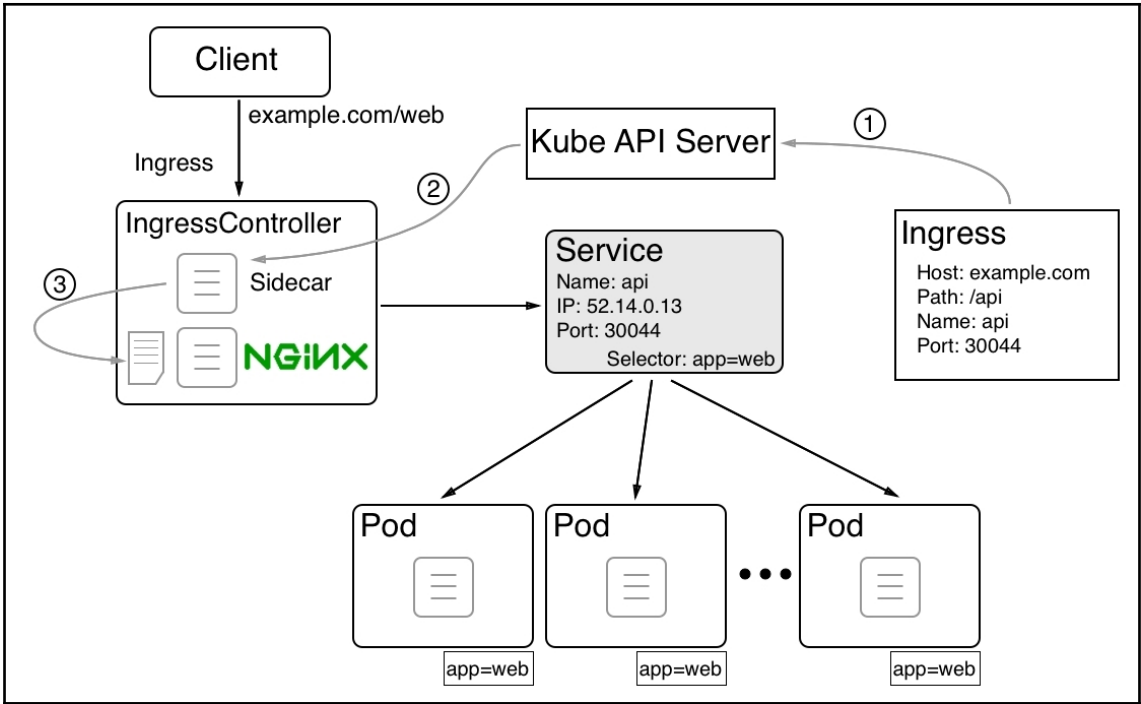 Client
example.com/web
Ingress
Kube API Server
1
2
IngressController
Sidecar
3
NGiNX
Service
Name: api
IP: 52.14.0.13
Port: 30044
Selector: app=web
Ingress
Host: example.com
Path: /api
Name: api
Port: 30044
Pod
Pod
Pod
app=web
app=web
app=web